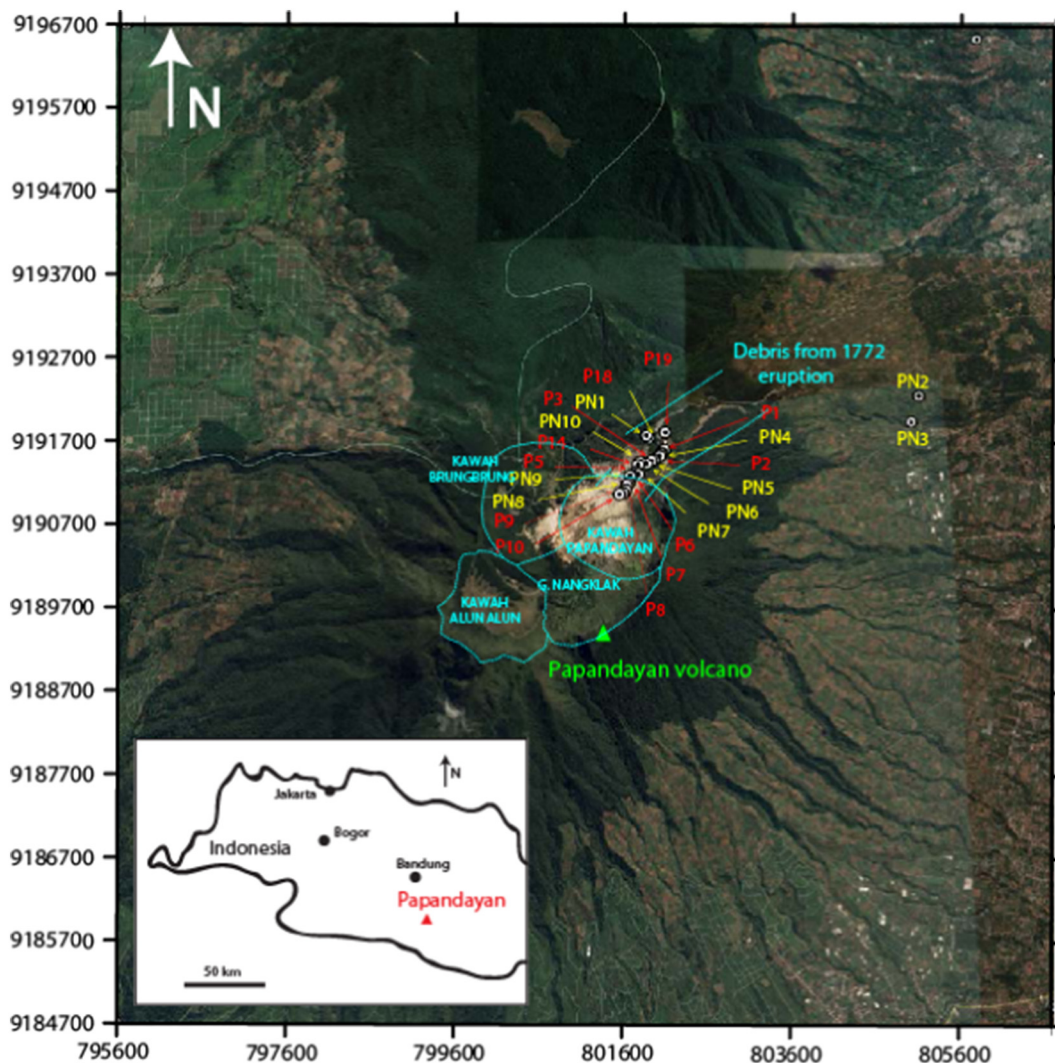 9196700
9195700
9194700
9193700
9192700
9191700
9190700
9189700
9188700
9187700
9186700
9185700
9184700
795600
797600
799600
801600
803600
805600
N
P19
Debris from 1772
eruption
P18
PN1
P3
PN10
P1
PN2
PN3
PN4
P14
P5
PN9
P2
KAWAH
BRUNGBRUNG
PN8
PN5
PN6
P9
PN7
KAWAH
PAPANDAYAN
P10
P6
P7
G. NANGKLAK
KAWAH
ALUN ALUN
P8
Papandayan volcano
N
Jakarta
Bogor
Indonesia
Bandung
Papandayan
50 km